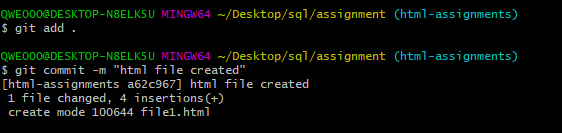 QWEOOO@DESKTOP-N8ELK5U MINGW64 ~/Desktop/sql/assignment (html-assignments)
$ git add .
QWEOOO@DESKTOP-N8ELK5U MINGW64 ~/Desktop/sql/assignment (html-assignments)
$ git commit -m "html file created"
[html-assignments a62c967] html file created
1 file changed, 4 insertions(+)
create mode 100644 file1.html